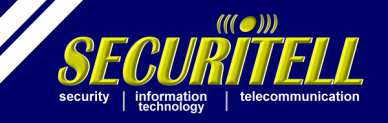 SECURITELL
security | information technology | telecommunication